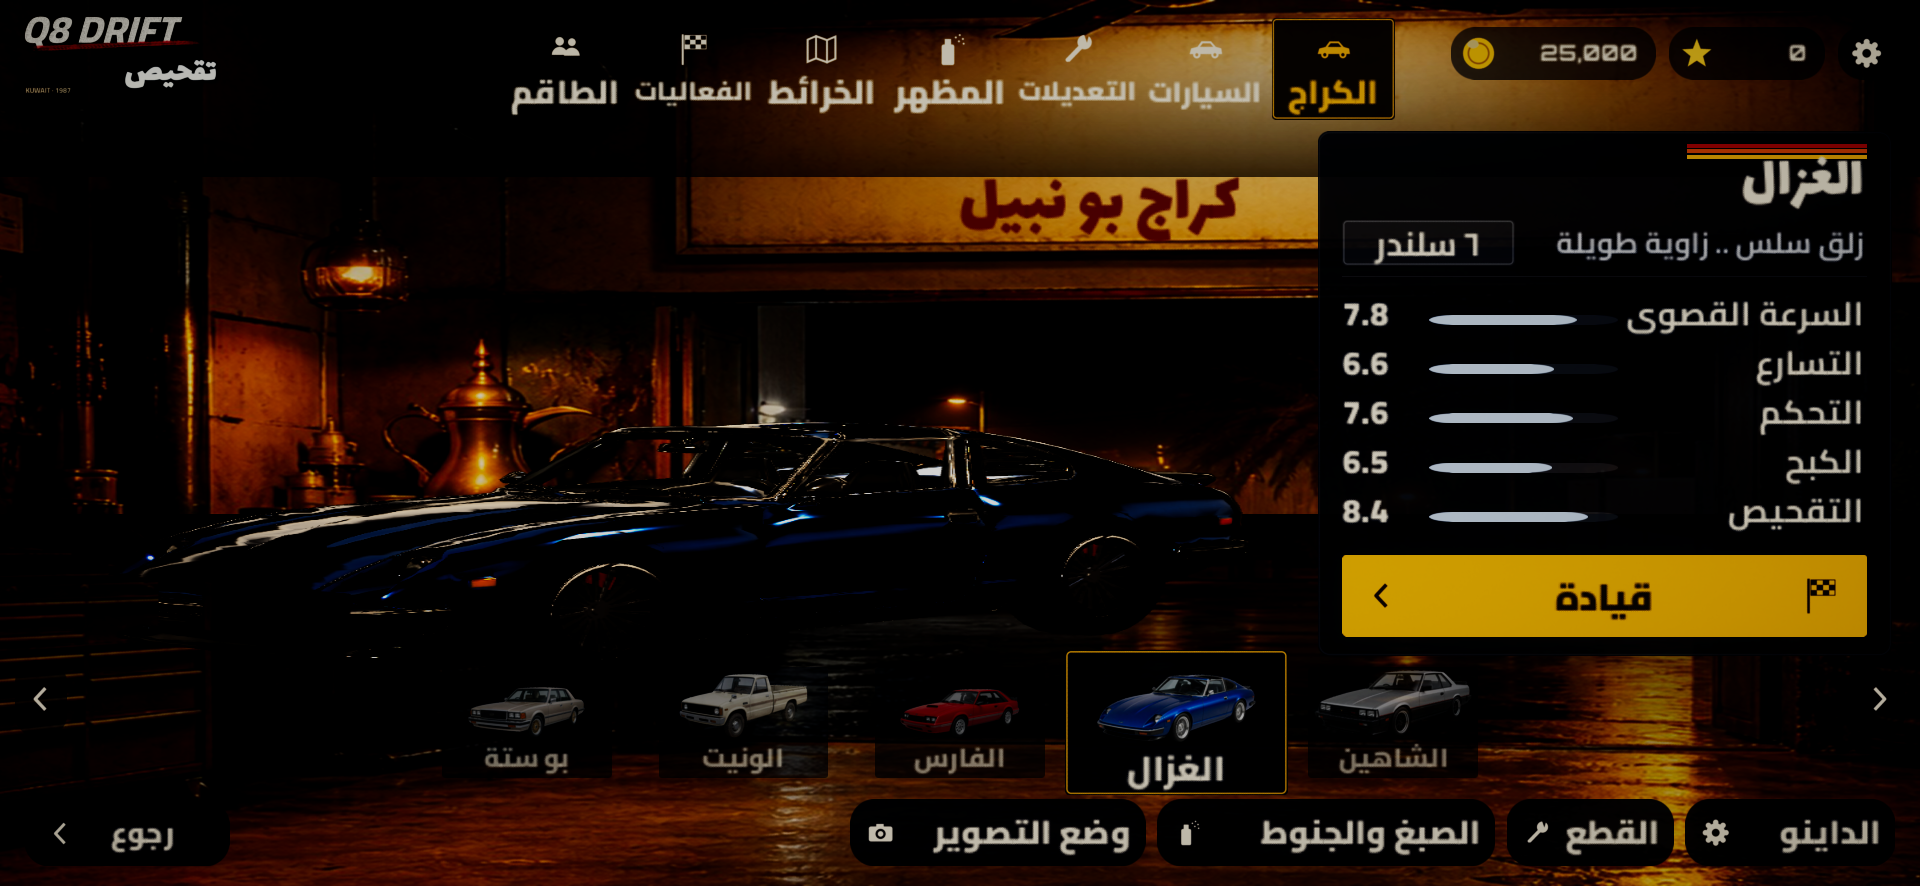 Q8 DRIFT
تقحيص
KUWAIT · 1987
الكراج
السيارات
التعديلات
المظهر
الخرائط
الفعاليات
الطاقم
25,000
0
كراج بو نبيل
الغزال
زلق سلس .. زاوية طويلة
٦ سلندر
السرعة القصوى 7.8
التسارع 6.6
التحكم 7.6
الكبح 6.5
التقحيص 8.4
قيادة
الشاهين
الغزال
الفارس
الونيت
بو ستة
الداينو
القطع
الصبغ والجنوط
وضع التصوير
رجوع